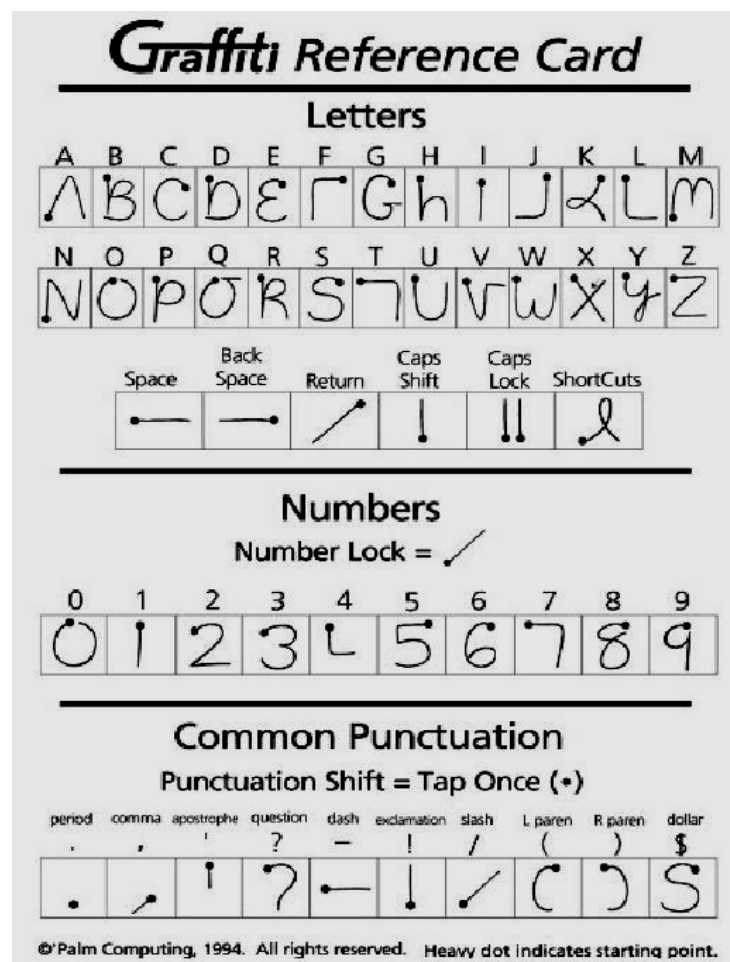 Graffiti Reference Card
Letters
A B C D E F G H I J K L M
N O P Q R S T U V W X Y Z
Space Back Space Return Caps Shift Caps Lock ShortCuts
Numbers
Number Lock =
0 1 2 3 4 5 6 7 8 9
Common Punctuation
Punctuation Shift = Tap Once (•)
period comma apostrophe question dash exclamation slash L paren R paren dollar
. , ' ? – ! / ( ) $
© Palm Computing, 1994. All rights reserved. Heavy dot indicates starting point.